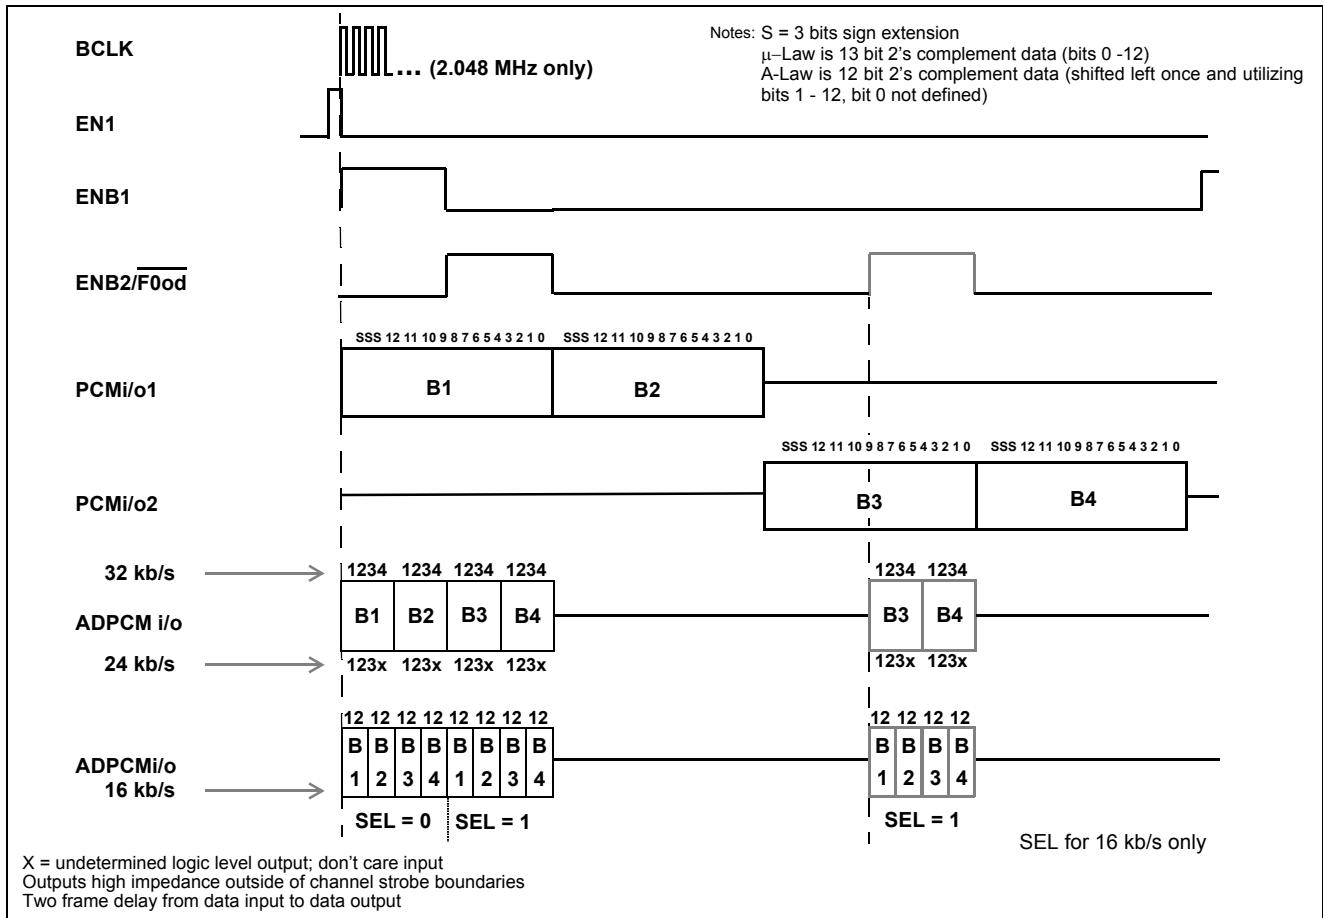 BCLK
... (2.048 MHz only)
Notes: S = 3 bits sign extension
μ–Law is 13 bit 2’s complement data (bits 0 -12)
A-Law is 12 bit 2’s complement data (shifted left once and utilizing
bits 1 - 12, bit 0 not defined)
EN1
ENB1
ENB2/F0od
SSS 12 11 10 9 8 7 6 5 4 3 2 1 0 SSS 12 11 10 9 8 7 6 5 4 3 2 1 0
PCMi/o1
B1 B2
SSS 12 11 10 9 8 7 6 5 4 3 2 1 0 SSS 12 11 10 9 8 7 6 5 4 3 2 1 0
PCMi/o2
B3 B4
32 kb/s
1234 1234 1234 1234 1234 1234
ADPCM i/o
B1 B2 B3 B4 B3 B4
24 kb/s
123x 123x 123x 123x 123x 123x
12 12 12 12 12 12 12 12 12 12 12 12
B B B B B B B B B B B B
ADPCMi/o
1 2 3 4 1 2 3 4 1 2 3 4
16 kb/s
SEL = 0 SEL = 1 SEL = 1
SEL for 16 kb/s only
X = undetermined logic level output; don’t care input
Outputs high impedance outside of channel strobe boundaries
Two frame delay from data input to data output